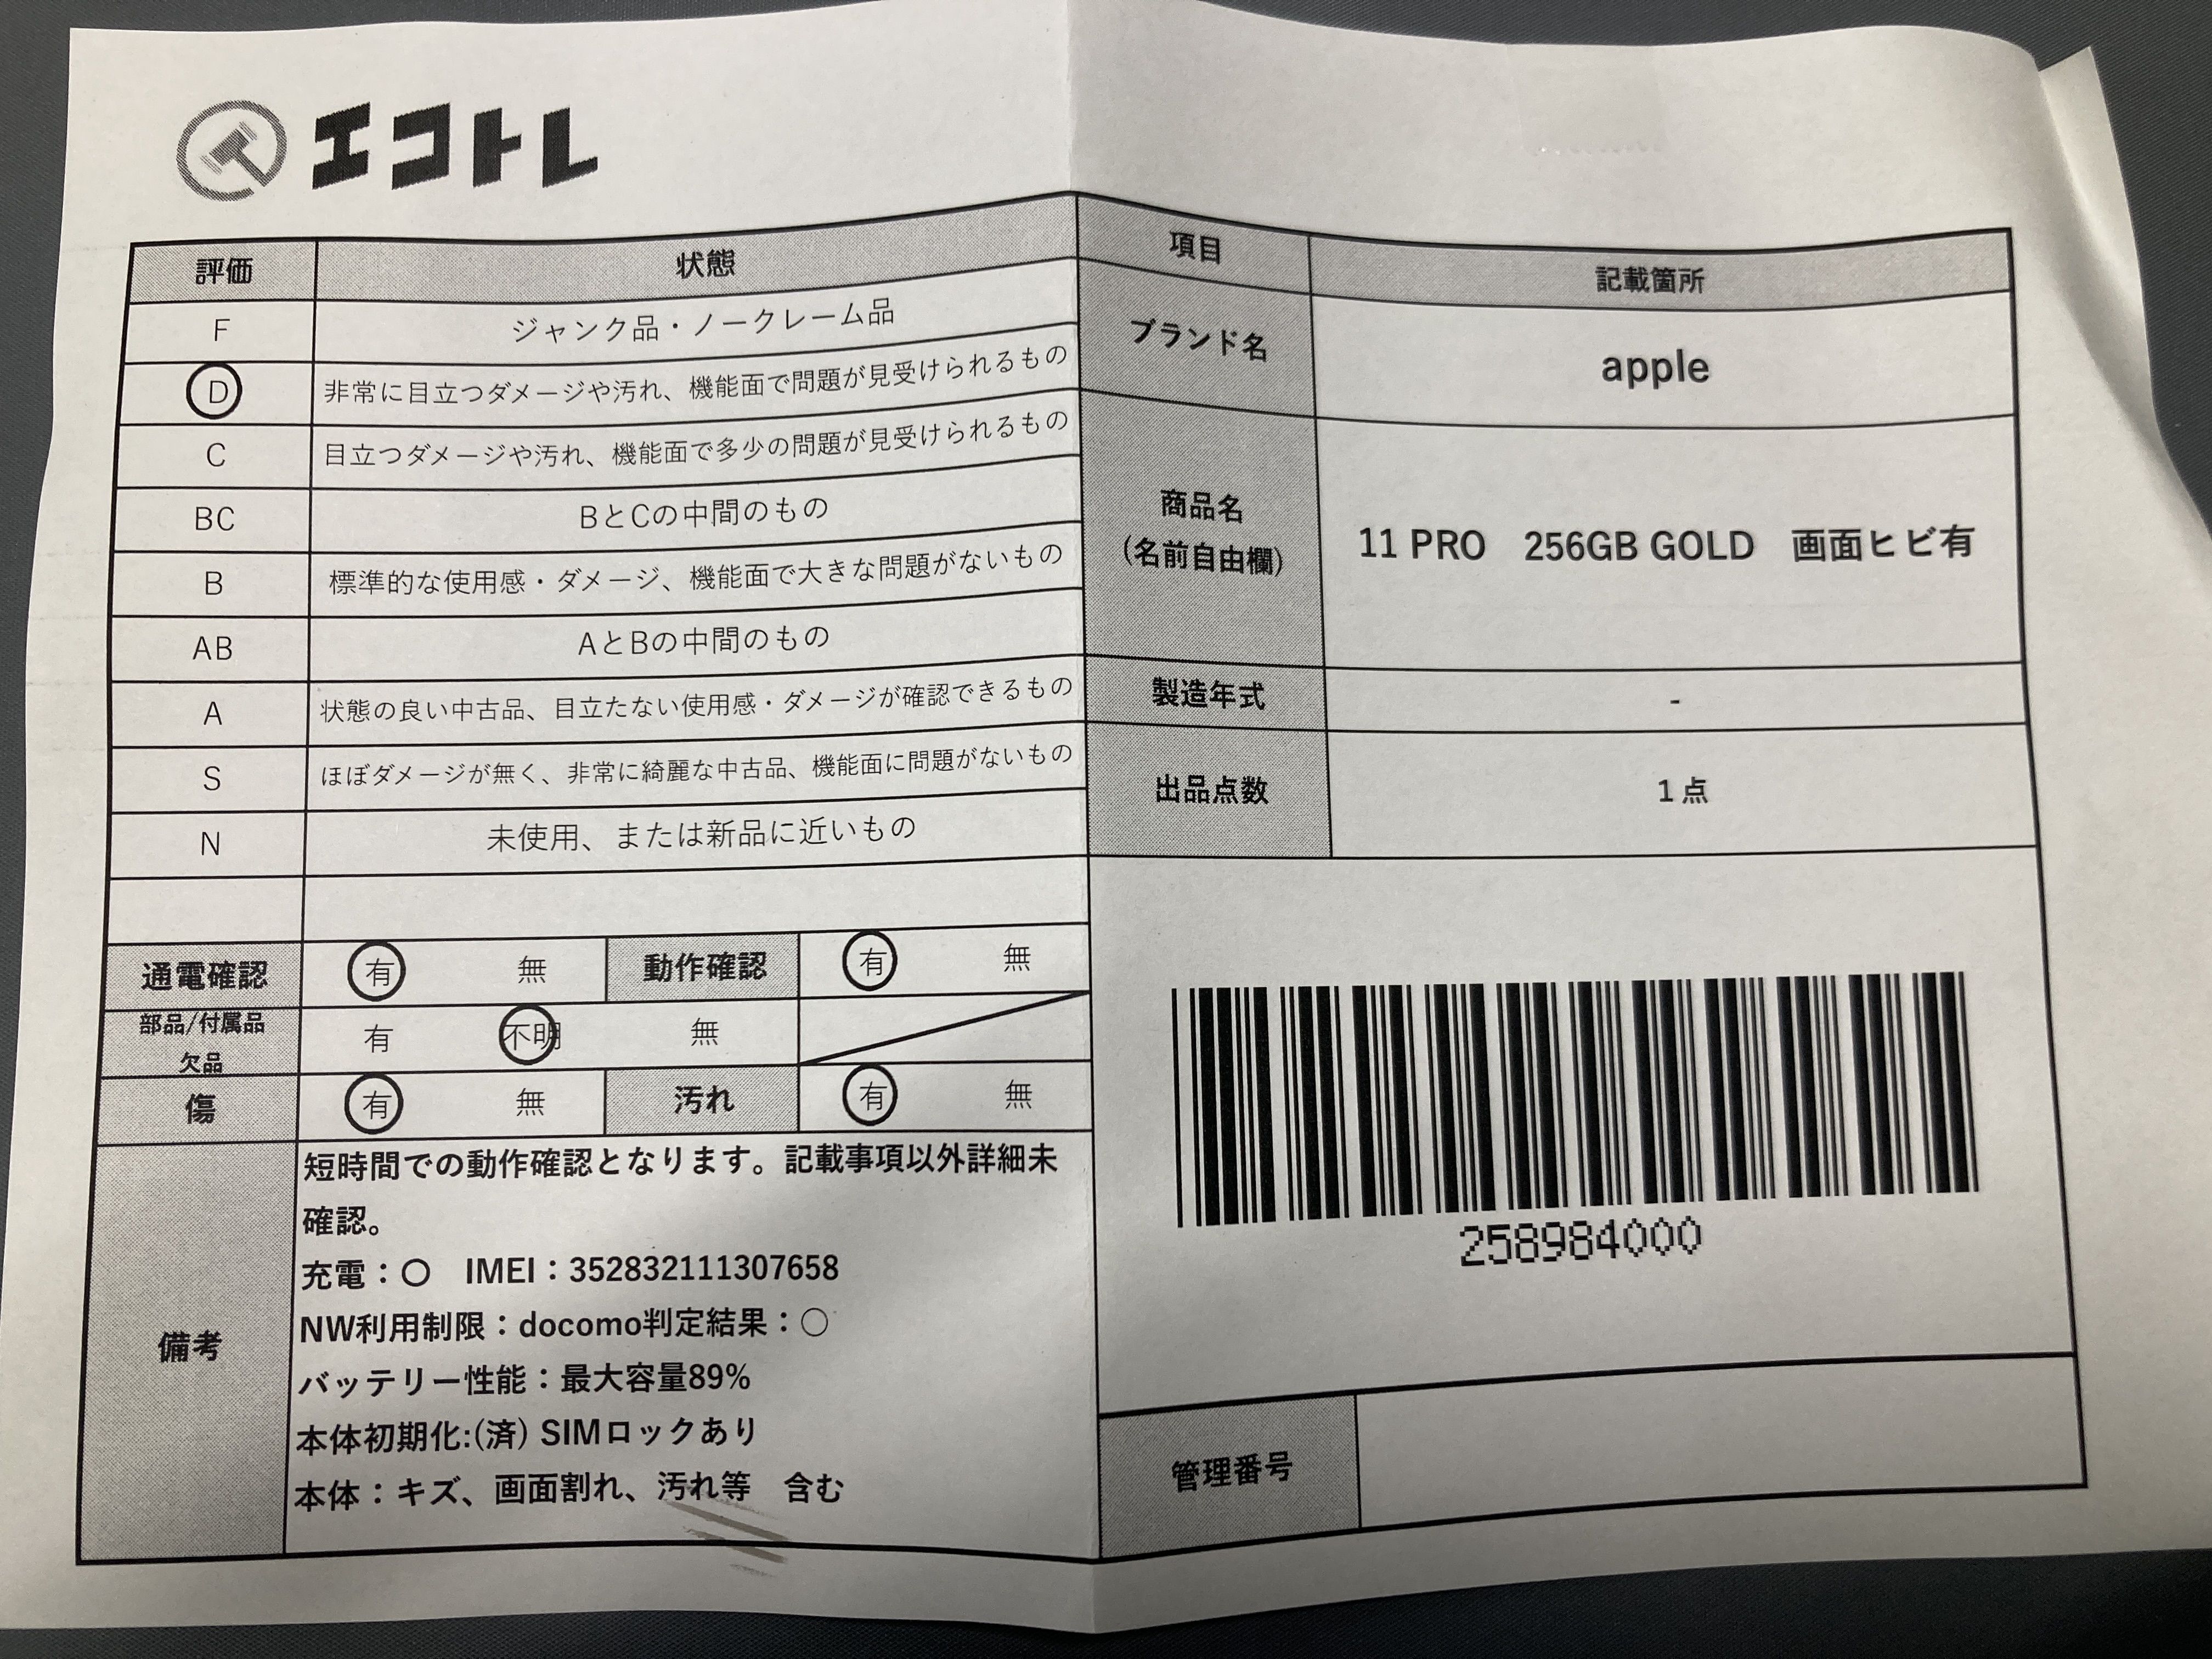 エコトレ
評価 状態
F ジャンク品・ノークレーム品
D 非常に目立つダメージや汚れ、機能面で問題が見受けられるもの
C 目立つダメージや汚れ、機能面で多少の問題が見受けられるもの
BC BとCの中間のもの
B 標準的な使用感・ダメージ、機能面で大きな問題がないもの
AB AとBの中間のもの
A 状態の良い中古品、目立たない使用感・ダメージが確認できるもの
S ほぼダメージが無く、非常に綺麗な中古品、機能面に問題がないもの
N 未使用、または新品に近いもの
通電確認 有 無 動作確認 有 無
部品/付属品
欠品
有 不明 無
傷 有 無 汚れ 有 無
備考
短時間での動作確認となります。記載事項以外詳細未
確認。
充電：〇 IMEI：352832111307658
NW利用制限：docomo判定結果：○
バッテリー性能：最大容量89%
本体初期化:(済) SIMロックあり
本体：キズ、画面割れ、汚れ等 含む
項目 記載箇所
ブランド名 apple
商品名
(名前自由欄)
11 PRO 256GB GOLD 画面ヒビ有
製造年式 -
出品点数 1 点
258984000
管理番号